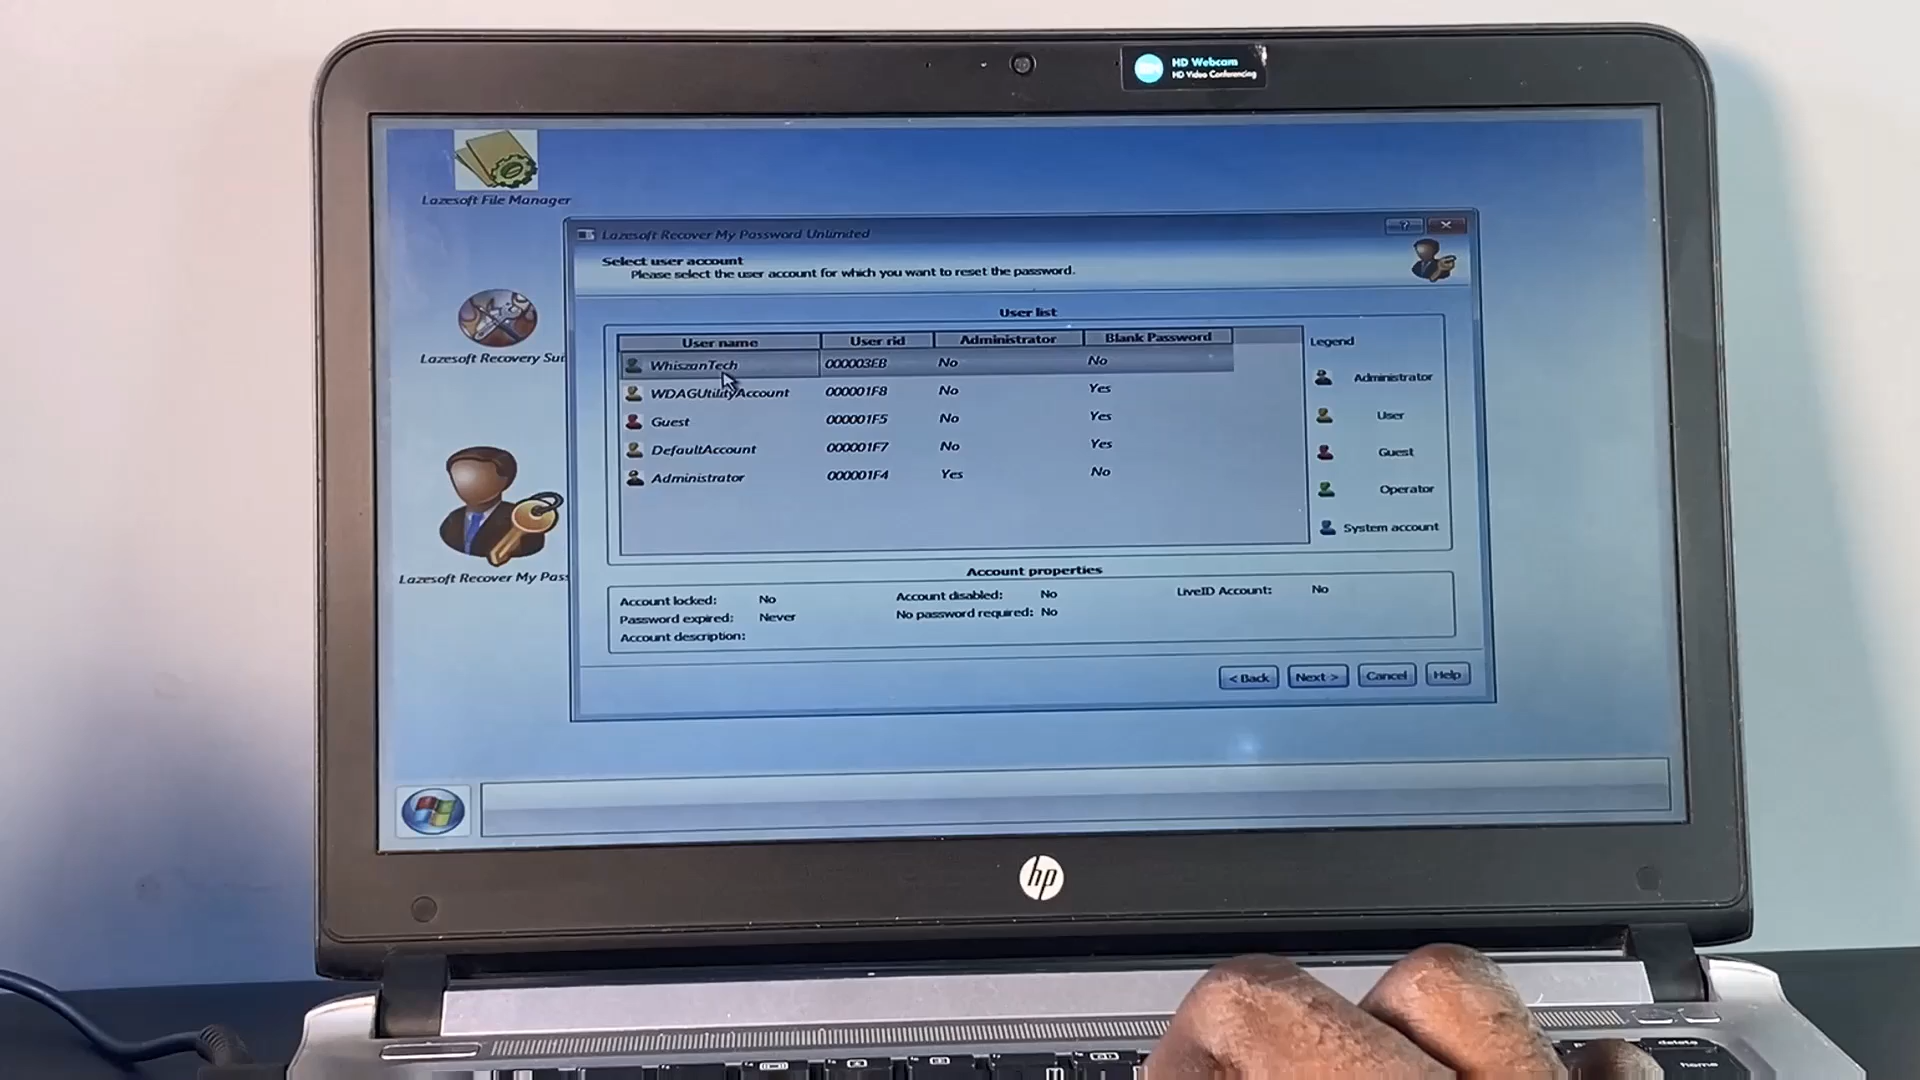 HD Webcam
HD Video Conferencing
Lazesoft File Manager
Lazesoft Recover My Password Unlimited
Select user account
Please select the user account for which you want to reset the password.
User list
User name User rid Administrator Blank Password
WhiszanTech 000003EB No No
WDAGUtilityAccount 000001F8 No Yes
Guest 000001F5 No Yes
DefaultAccount 000001F7 No Yes
Administrator 000001F4 Yes No
Legend
Administrator
User
Guest
Operator
System account
Lazesoft Recovery Sui
Lazesoft Recover My Pas
Account properties
Account locked: No Account disabled: No LiveID Account: No
Password expired: Never No password required: No
Account description:
< Back Next > Cancel Help
hp
delete
home